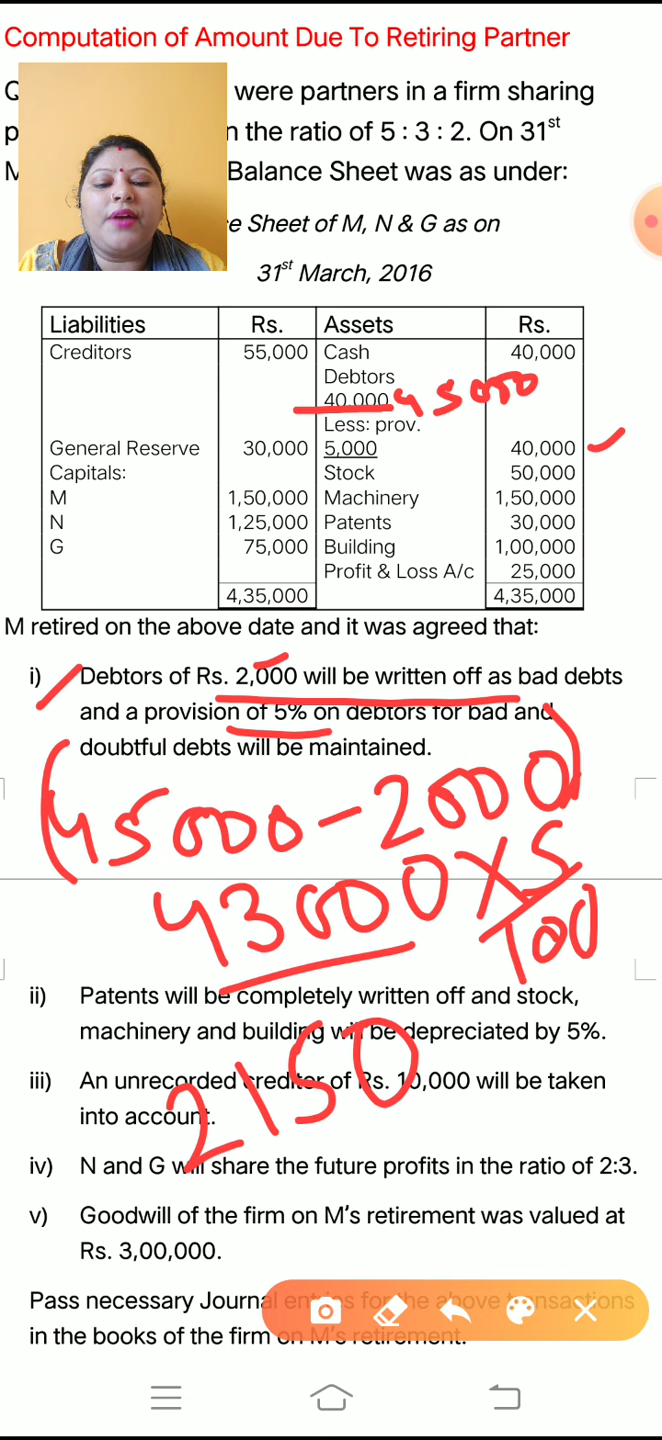 Computation of Amount Due To Retiring Partner
were partners in a firm sharing
n the ratio of 5 : 3 : 2. On 31st
Balance Sheet was as under:
e Sheet of M, N & G as on
31st March, 2016
Liabilities Rs. Assets Rs.
Creditors 55,000 Cash 40,000
Debtors
40,000 45000
Less: prov.
General Reserve 30,000 5,000 40,000
Capitals: Stock 50,000
M 1,50,000 Machinery 1,50,000
N 1,25,000 Patents 30,000
G 75,000 Building 1,00,000
Profit & Loss A/c 25,000
4,35,000 4,35,000
M retired on the above date and it was agreed that:
i) Debtors of Rs. 2,000 will be written off as bad debts
and a provision of 5% on debtors for bad and
doubtful debts will be maintained.
(45000-2000)
43000X5/100
ii) Patents will be completely written off and stock,
machinery and building will be depreciated by 5%.
2150
iii) An unrecorded creditor of Rs. 10,000 will be taken
into account.
iv) N and G will share the future profits in the ratio of 2:3.
v) Goodwill of the firm on M's retirement was valued at
Rs. 3,00,000.
Pass necessary Journal entries for the above transactions
in the books of the firm on M's retirement.